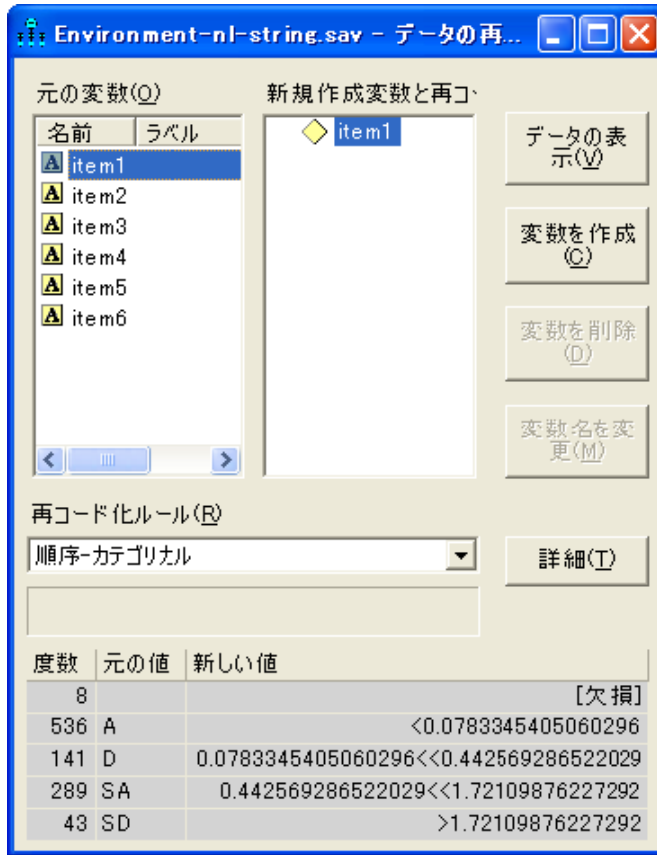 Environment-nl-string.sav - データの再...
元の変数(O)
新規作成変数と再コ
名前 ラベル
item1
item2
item3
item4
item5
item6
item1
データの表示(V)
変数を作成(C)
変数を削除(D)
変数名を変更(M)
再コード化ルール(R)
順序-カテゴリカル
詳細(T)
度数 元の値 新しい値
8 [欠損]
536 A <0.0783345405060296
141 D 0.0783345405060296<<0.442569286522029
289 SA 0.442569286522029<<1.72109876227292
43 SD >1.72109876227292